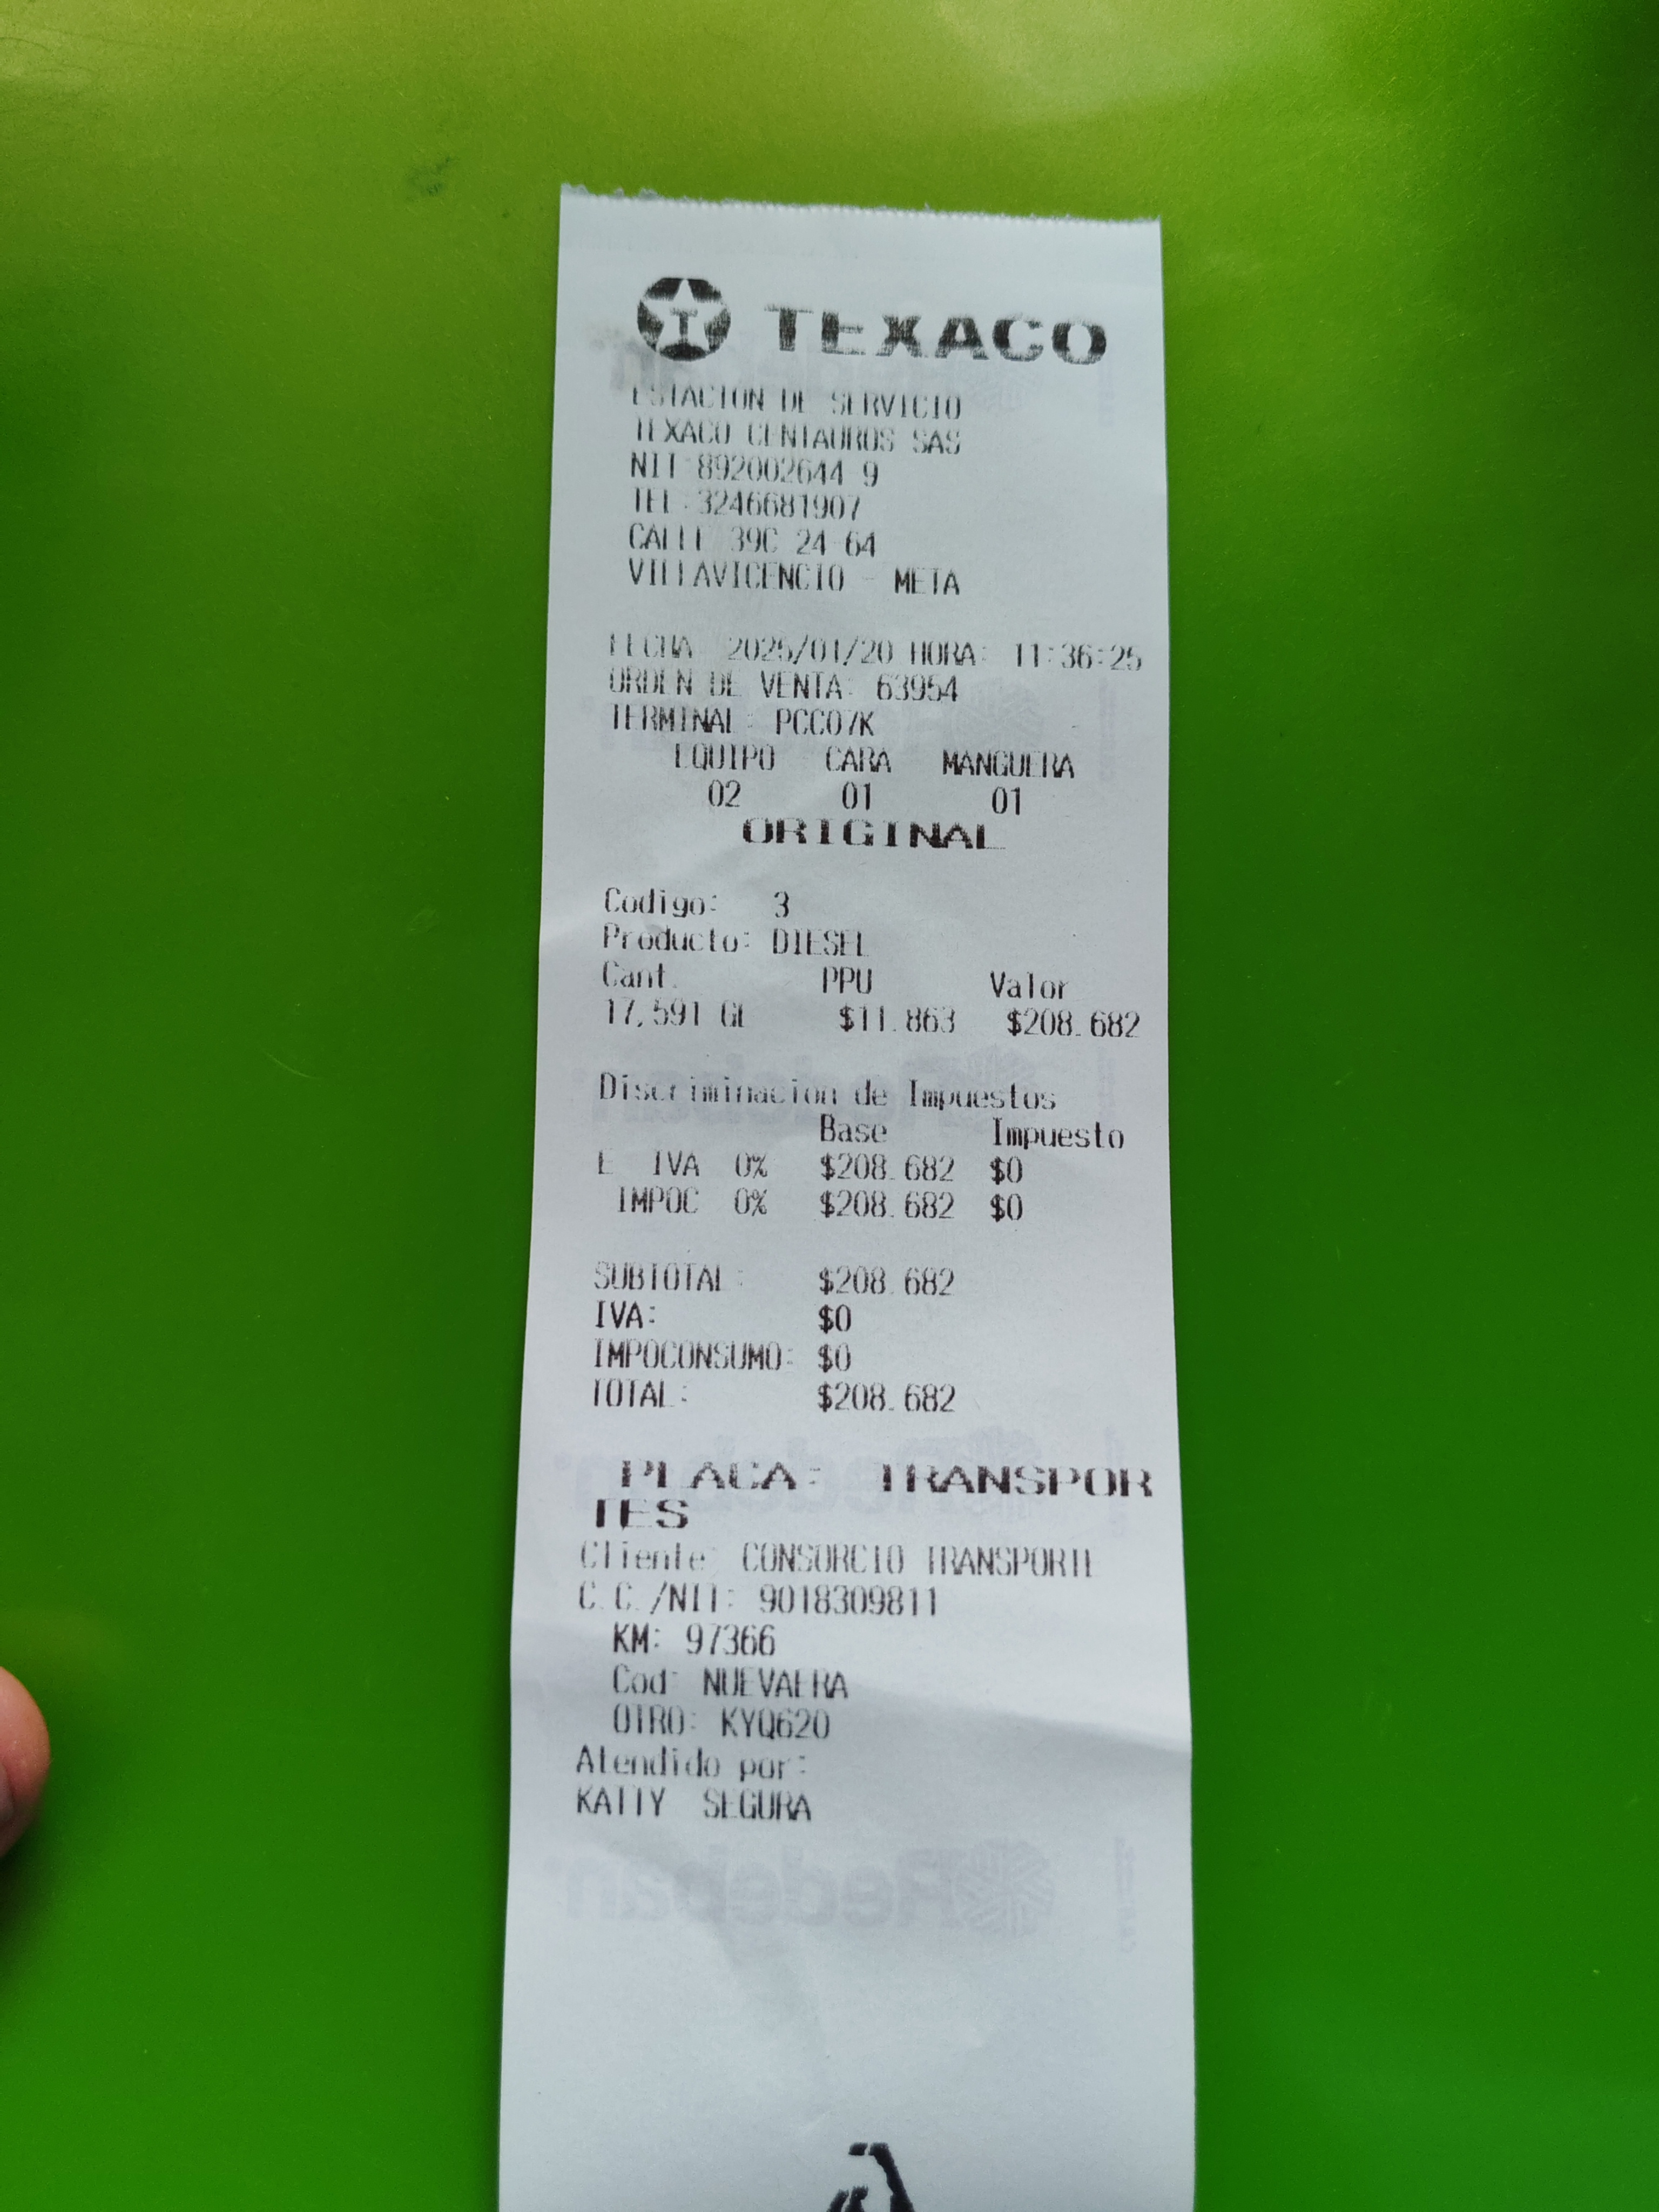 TEXACO
ESTACION DE SERVICIO
TEXACO CENTAUROS SAS
NIT:892002644-9
TEL:3246681907
CALLE 39C 24-64
VILLAVICENCIO - META
FECHA: 2025/01/20 HORA: 11:36:25
ORDEN DE VENTA: 63954
TERMINAL: PCC07K
EQUIPO CARA MANGUERA
02 01 01
ORIGINAL
Codigo: 3
Producto: DIESEL
Cant. PPU Valor
17,591 GL $11.863 $208.682
Discriminacion de Impuestos
Base Impuesto
E IVA 0% $208.682 $0
IMPOC 0% $208.682 $0
SUBTOTAL: $208.682
IVA: $0
IMPOCONSUMO: $0
TOTAL: $208.682
PLACA: TRANSPOR
TES
Cliente: CONSORCIO TRANSPORTE
C.C./NIT: 9018309811
KM: 97366
Cod: NUEVAERA
OTRO: KYQ620
Atendido por:
KATTY SEGURA
Redeban